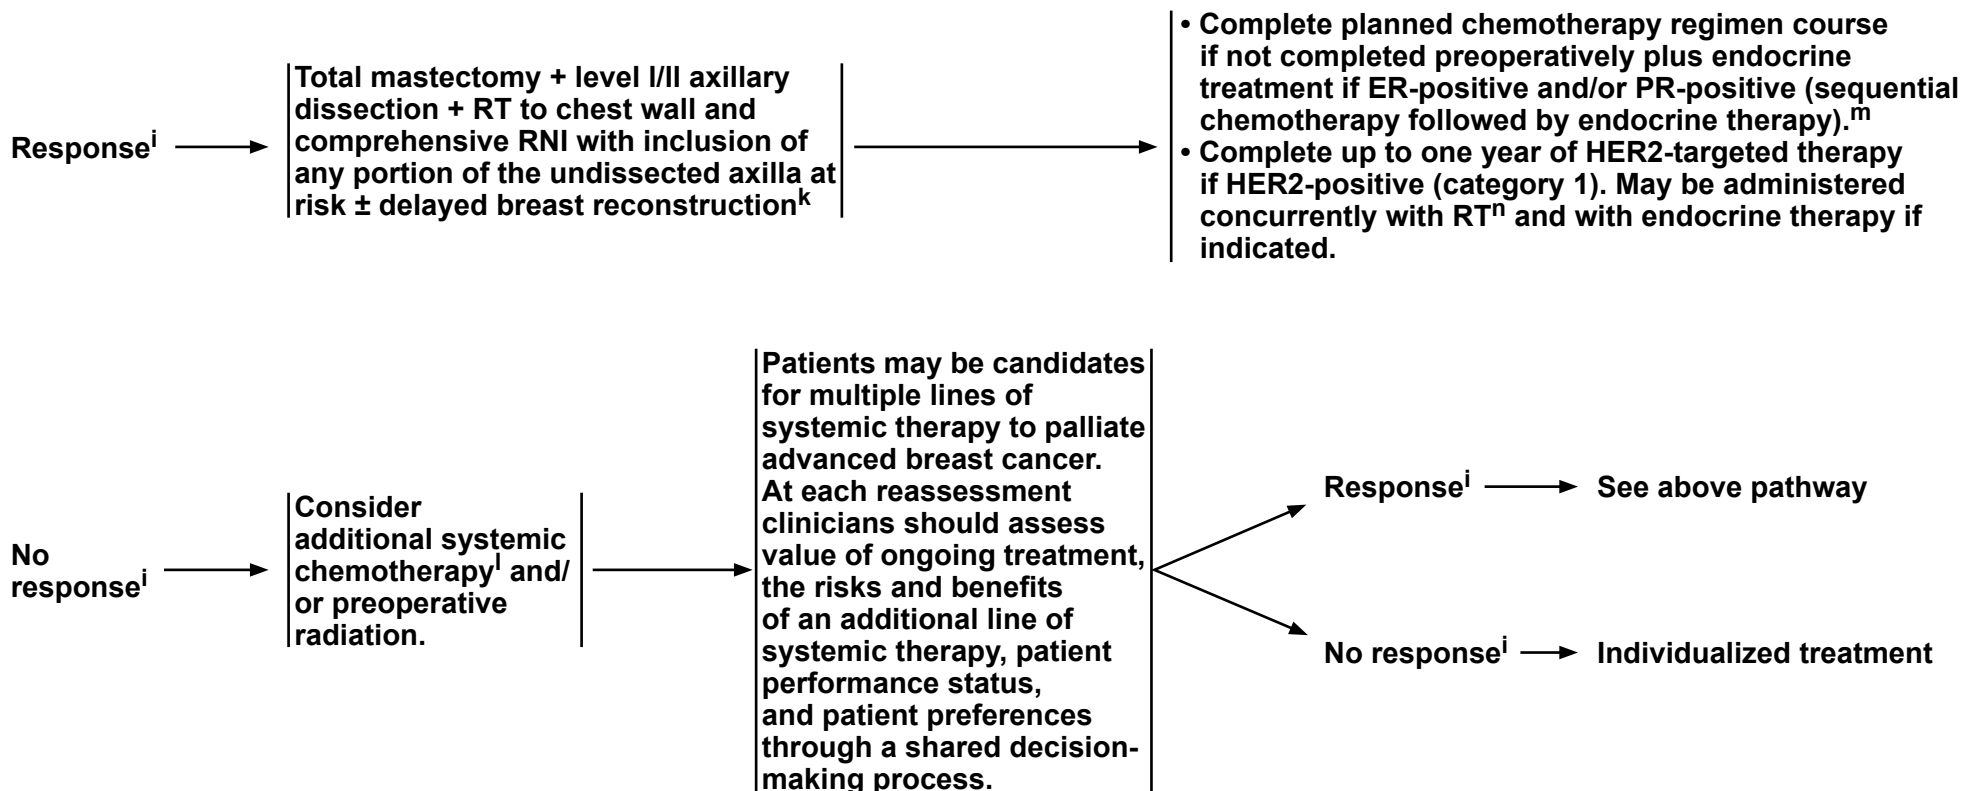 Responseⁱ
Total mastectomy + level I/II axillary
dissection + RT to chest wall and
comprehensive RNI with inclusion of
any portion of the undissected axilla at
risk ± delayed breast reconstructionᵏ
• Complete planned chemotherapy regimen course
if not completed preoperatively plus endocrine
treatment if ER-positive and/or PR-positive (sequential
chemotherapy followed by endocrine therapy).ᵐ
• Complete up to one year of HER2-targeted therapy
if HER2-positive (category 1). May be administered
concurrently with RTⁿ and with endocrine therapy if
indicated.
No
responseⁱ
Consider
additional systemic
chemotherapyˡ and/
or preoperative
radiation.
Patients may be candidates
for multiple lines of
systemic therapy to palliate
advanced breast cancer.
At each reassessment
clinicians should assess
value of ongoing treatment,
the risks and benefits
of an additional line of
systemic therapy, patient
performance status,
and patient preferences
through a shared decision-
making process.
Responseⁱ
See above pathway
No responseⁱ
Individualized treatment